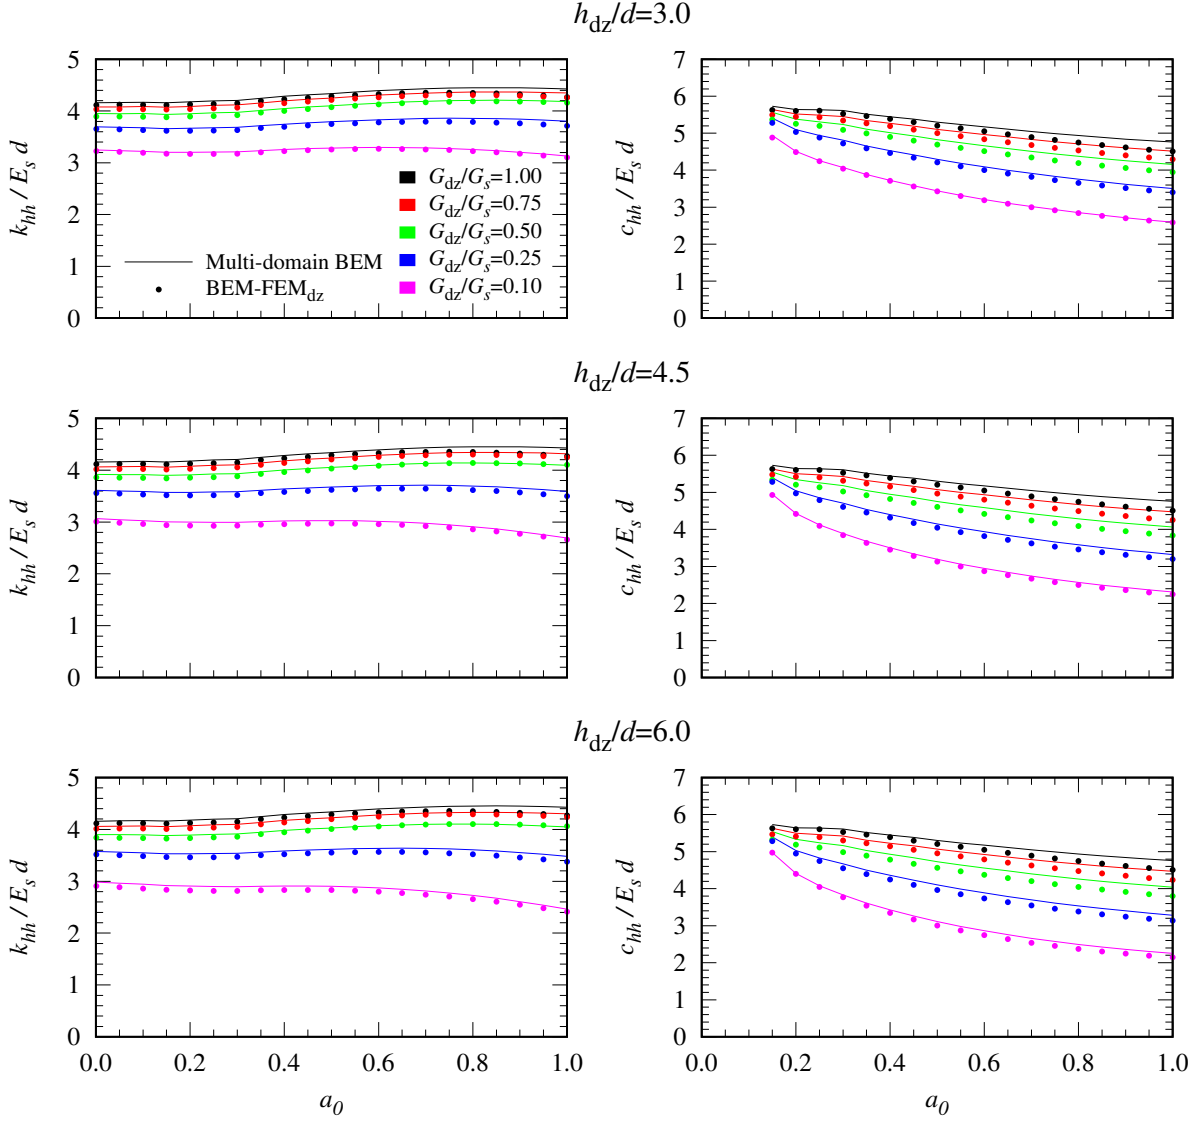 h_dz/d=3.0
k_hh / E_s d
5
4
3
2
1
0
G_dz/G_s=1.00
G_dz/G_s=0.75
G_dz/G_s=0.50
G_dz/G_s=0.25
G_dz/G_s=0.10
Multi-domain BEM
BEM-FEM_dz
c_hh / E_s d
7
6
5
4
3
2
1
0
h_dz/d=4.5
k_hh / E_s d
5
4
3
2
1
0
c_hh / E_s d
7
6
5
4
3
2
1
0
h_dz/d=6.0
k_hh / E_s d
5
4
3
2
1
0
0.0 0.2 0.4 0.6 0.8 1.0
a_0
c_hh / E_s d
7
6
5
4
3
2
1
0
0.0 0.2 0.4 0.6 0.8 1.0
a_0